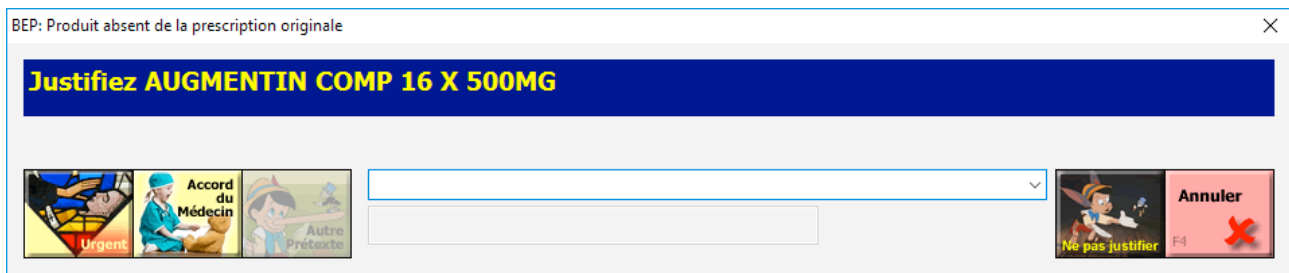 BEP: Produit absent de la prescription originale
Justifiez AUGMENTIN COMP 16 X 500MG
Urgent
Accord
du
Médecin
Autre
Prétexte
Ne pas justifier
Annuler
F4